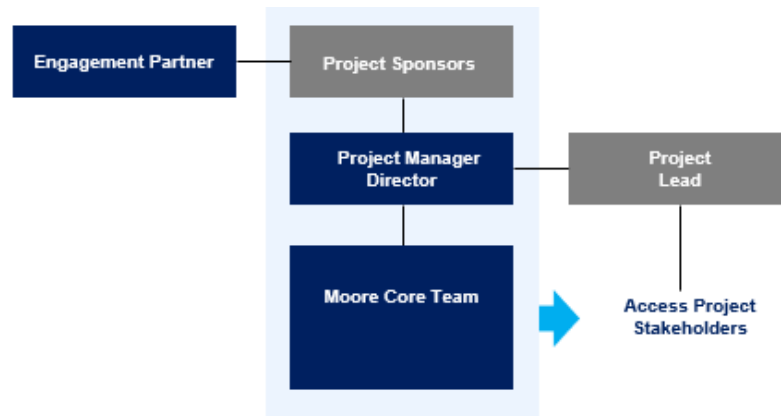 Engagement Partner
Project Sponsors
Project Manager
Director
Project
Lead
Moore Core Team
Access Project
Stakeholders